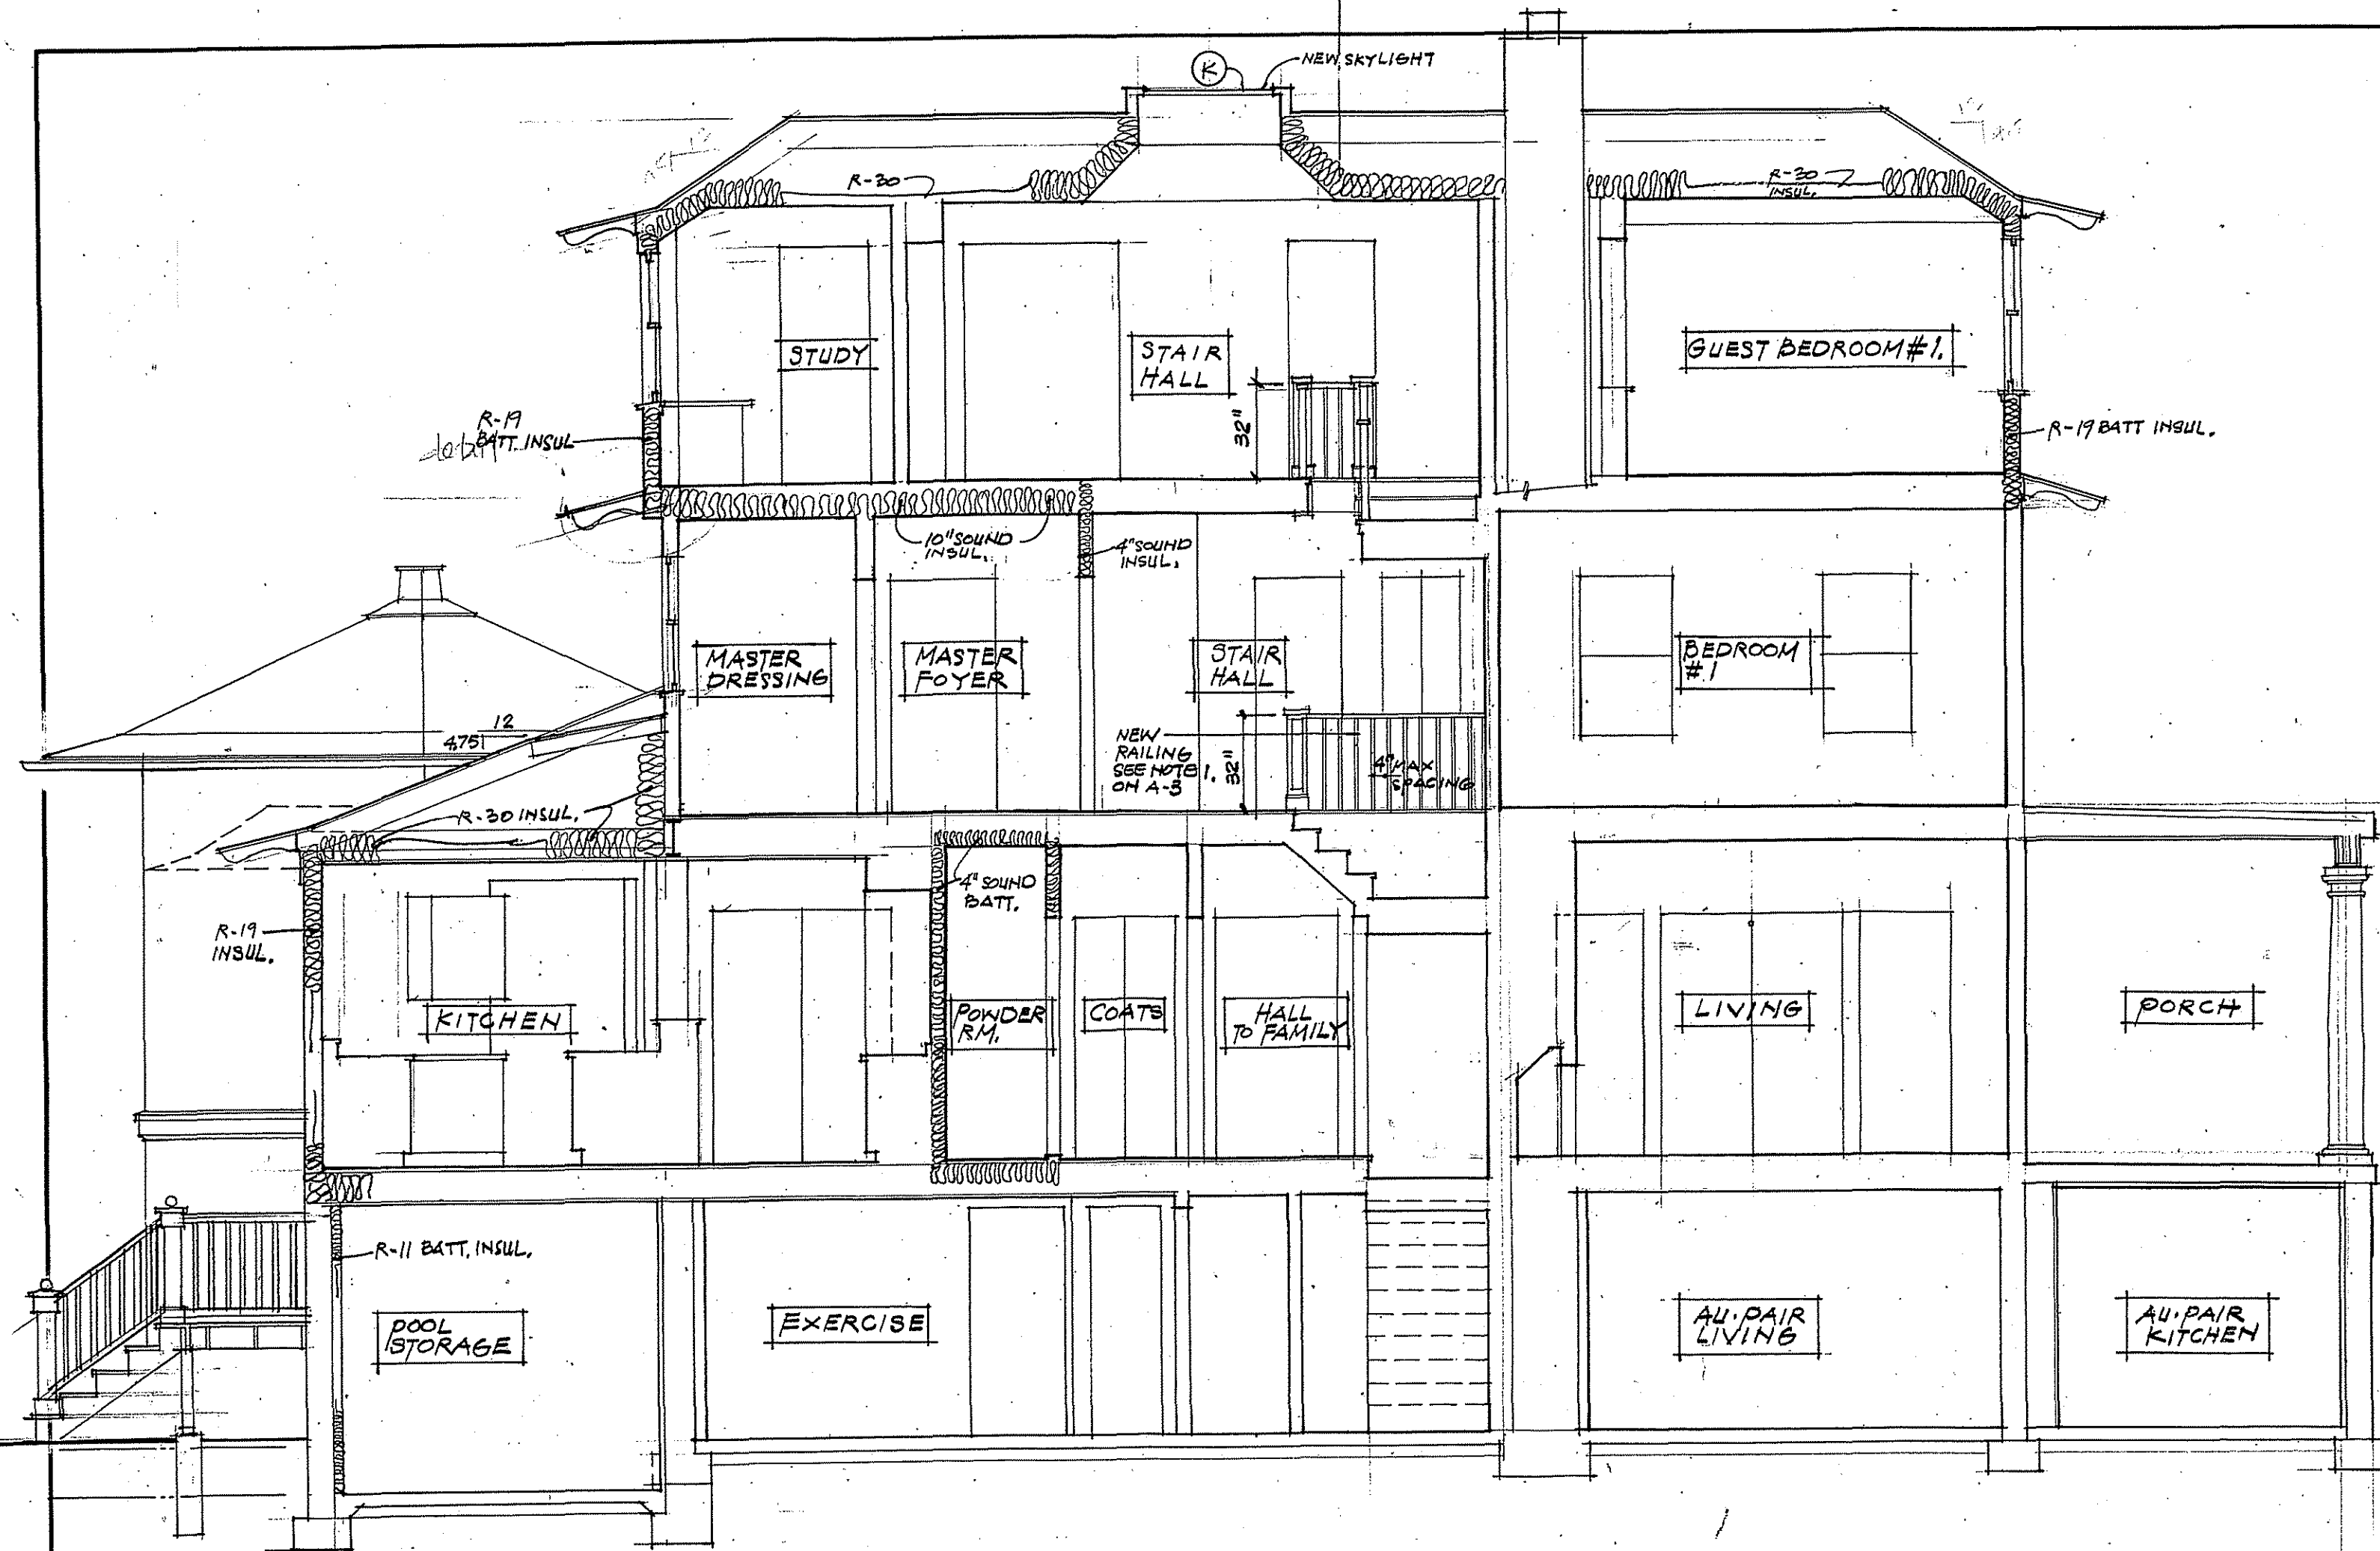 K
NEW SKYLIGHT
R-30
R-30
INSUL.
STUDY
STAIR
HALL
GUEST BEDROOM #1.
32"
R-19
BATT. INSUL
R-19 BATT INSUL.
10" SOUND
INSUL.
4" SOUND
INSUL.
MASTER
DRESSING
MASTER
FOYER
STAIR
HALL
BEDROOM
#1
12
4.75
NEW
RAILING
SEE NOTE 1.
ON A-3
32"
4" MAX
SPACING
R-30 INSUL.
4" SOUND
BATT.
R-19
INSUL.
KITCHEN
POWDER
RM.
COATS
HALL
TO FAMILY
LIVING
PORCH
R-11 BATT. INSUL.
POOL
STORAGE
EXERCISE
AU·PAIR
LIVING
AU·PAIR
KITCHEN